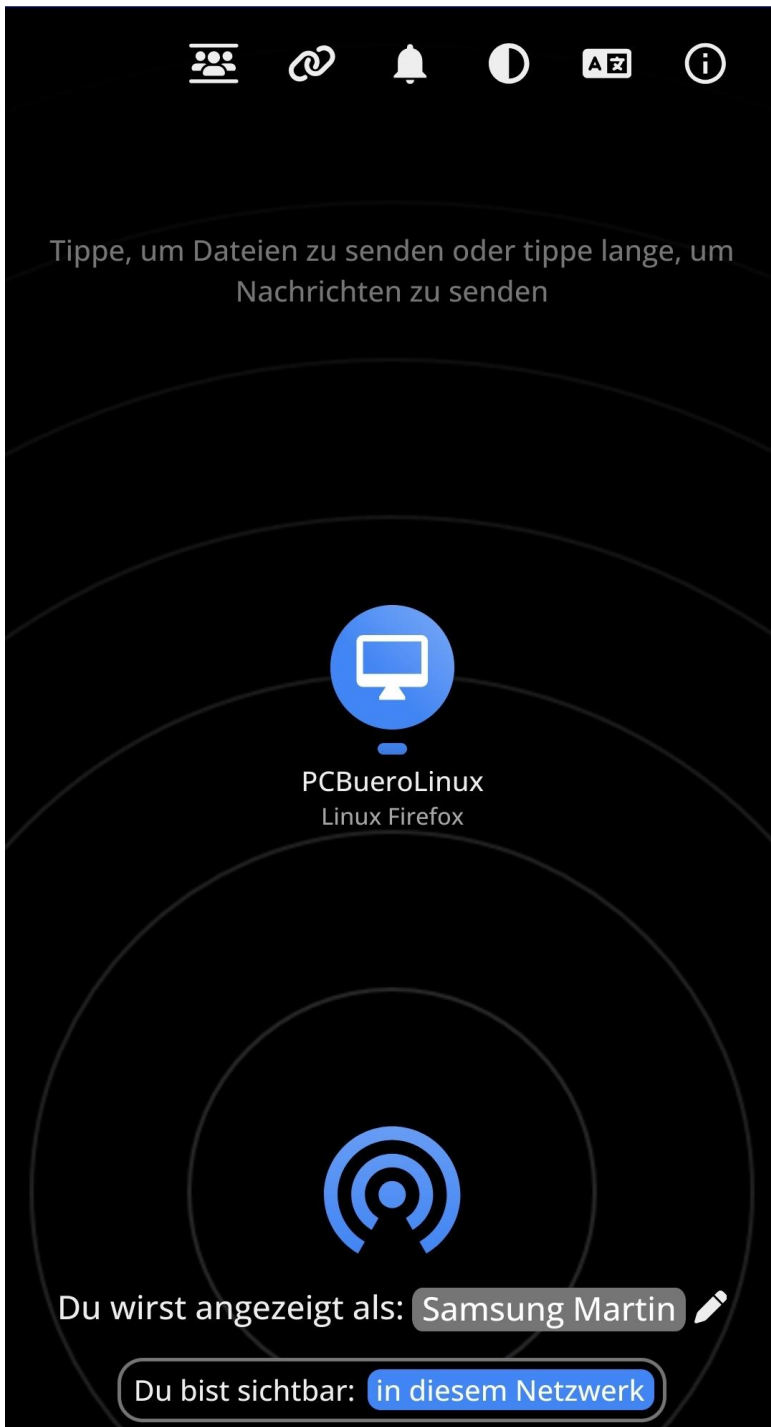 Tippe, um Dateien zu senden oder tippe lange, um
Nachrichten zu senden
PCBueroLinux
Linux Firefox
Du wirst angezeigt als: Samsung Martin
Du bist sichtbar: in diesem Netzwerk